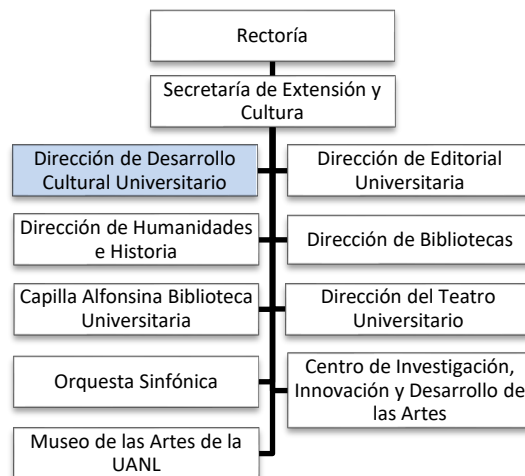 Rectoría
Secretaría de Extensión y
Cultura
Dirección de Desarrollo
Cultural Universitario
Dirección de Editorial
Universitaria
Dirección de Humanidades
e Historia
Dirección de Bibliotecas
Capilla Alfonsina Biblioteca
Universitaria
Dirección del Teatro
Universitario
Orquesta Sinfónica
Centro de Investigación,
Innovación y Desarrollo de
las Artes
Museo de las Artes de la
UANL